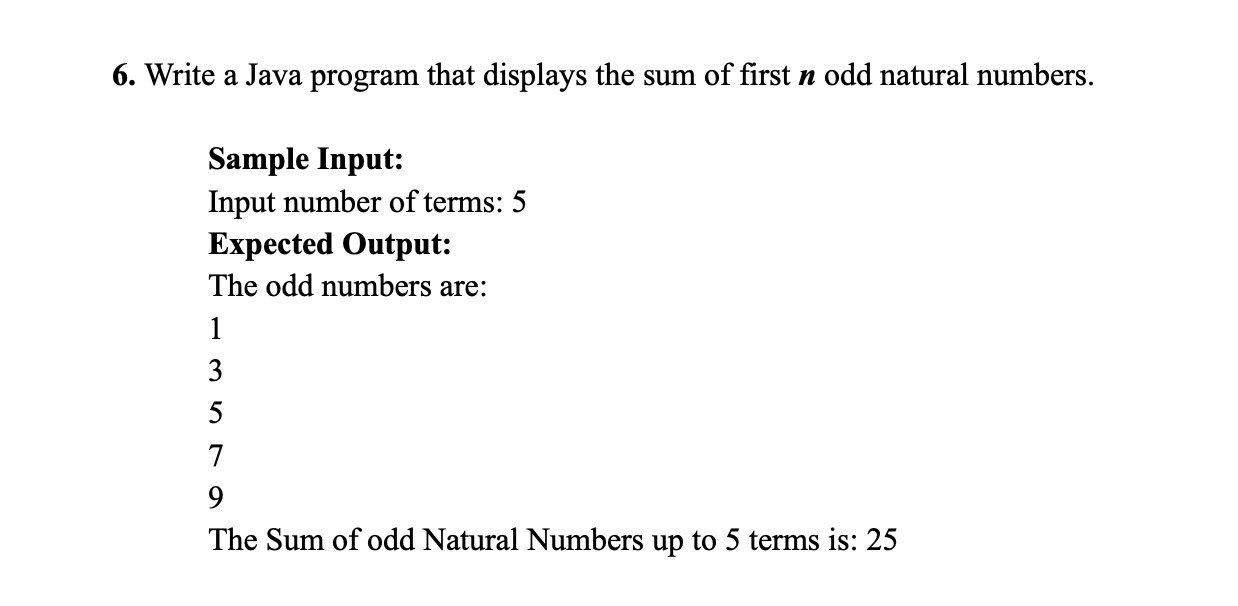 6. Write a Java program that displays the sum of first n odd natural numbers.
Sample Input:
Input number of terms: 5
Expected Output:
The odd numbers are:
1
3
5
7
9
The Sum of odd Natural Numbers up to 5 terms is: 25